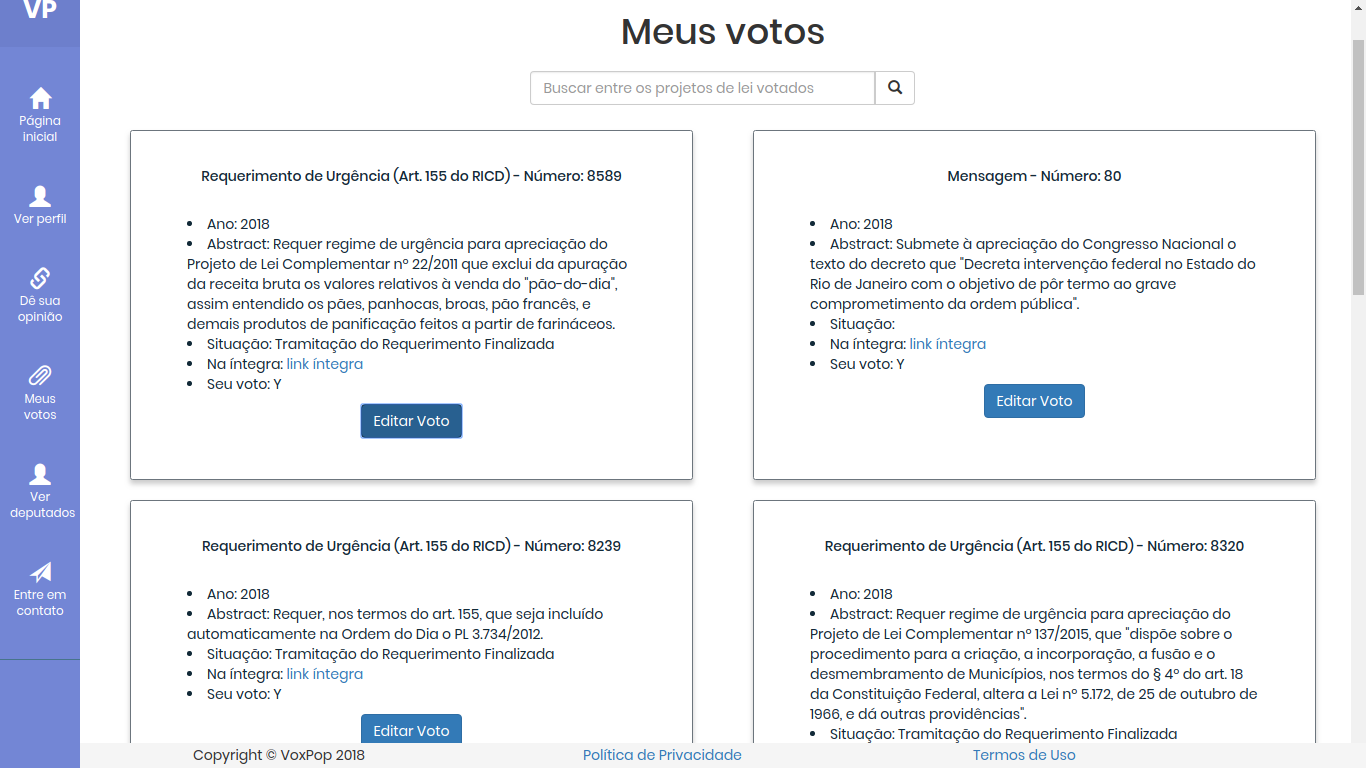 VP
Página
inicial
Ver perfil
Dê sua
opinião
Meus
votos
Ver
deputados
Entre em
contato
Meus votos
Buscar entre os projetos de lei votados
Requerimento de Urgência (Art. 155 do RICD) - Número: 8589
Ano: 2018
Abstract: Requer regime de urgência para apreciação do
Projeto de Lei Complementar nº 22/2011 que exclui da apuração
da receita bruta os valores relativos à venda do "pão-do-dia",
assim entendido os pães, panhocas, broas, pão francês, e
demais produtos de panificação feitos a partir de farináceos.
Situação: Tramitação do Requerimento Finalizada
Na íntegra: link íntegra
Seu voto: Y
Editar Voto
Mensagem - Número: 80
Ano: 2018
Abstract: Submete à apreciação do Congresso Nacional o
texto do decreto que "Decreta intervenção federal no Estado do
Rio de Janeiro com o objetivo de pôr termo ao grave
comprometimento da ordem pública".
Situação:
Na íntegra: link íntegra
Seu voto: Y
Editar Voto
Requerimento de Urgência (Art. 155 do RICD) - Número: 8239
Ano: 2018
Abstract: Requer, nos termos do art. 155, que seja incluído
automaticamente na Ordem do Dia o PL 3.734/2012.
Situação: Tramitação do Requerimento Finalizada
Na íntegra: link íntegra
Seu voto: Y
Editar Voto
Requerimento de Urgência (Art. 155 do RICD) - Número: 8320
Ano: 2018
Abstract: Requer regime de urgência para apreciação do
Projeto de Lei Complementar nº 137/2015, que "dispõe sobre o
procedimento para a criação, a incorporação, a fusão e o
desmembramento de Municípios, nos termos do § 4º do art. 18
da Constituição Federal, altera a Lei nº 5.172, de 25 de outubro de
1966, e dá outras providências".
Situação: Tramitação do Requerimento Finalizada
Copyright © VoxPop 2018
Política de Privacidade
Termos de Uso